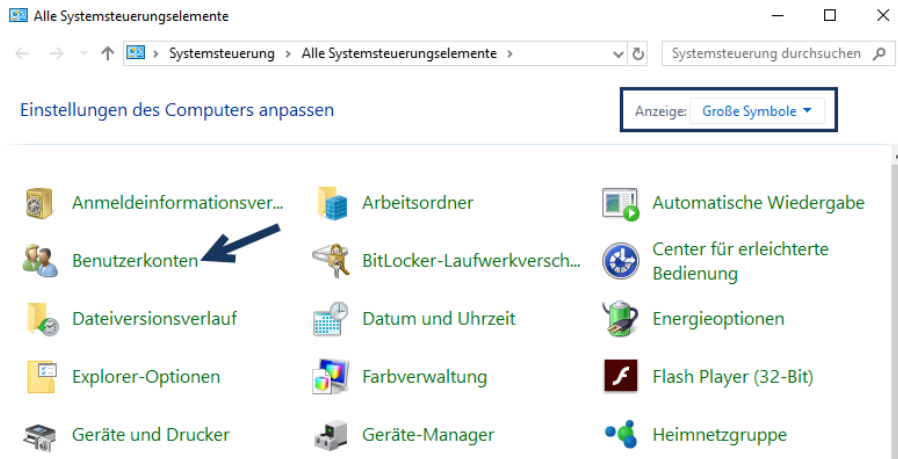 Alle Systemsteuerungselemente
Systemsteuerung > Alle Systemsteuerungselemente >
Systemsteuerung durchsuchen
Einstellungen des Computers anpassen
Anzeige: Große Symbole
Anmeldeinformationsver...
Arbeitsordner
Automatische Wiedergabe
Benutzerkonten
BitLocker-Laufwerkversch...
Center für erleichterte
Bedienung
Dateiversionsverlauf
Datum und Uhrzeit
Energieoptionen
Explorer-Optionen
Farbverwaltung
Flash Player (32-Bit)
Geräte und Drucker
Geräte-Manager
Heimnetzgruppe